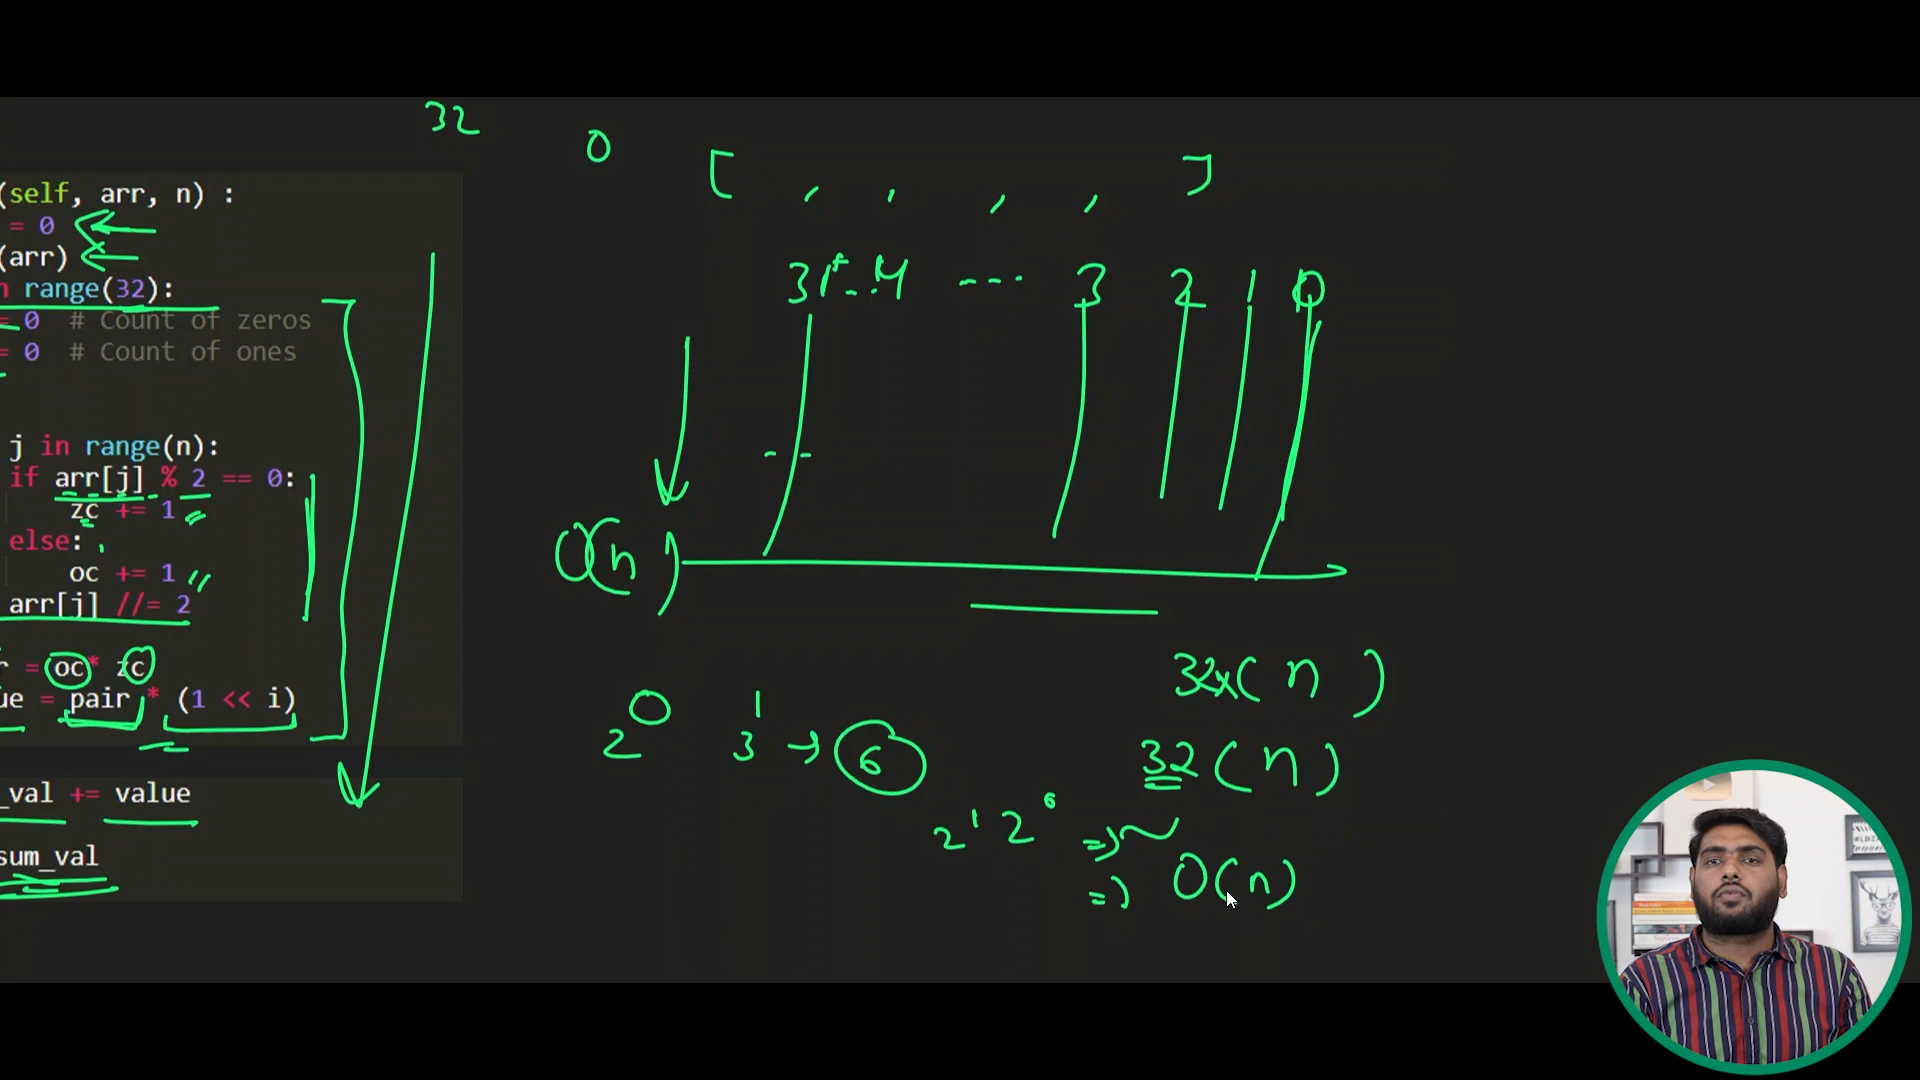 32
0 [ , , , , ]
(self, arr, n) :
= 0
(arr)
n range(32):
= 0 # Count of zeros
= 0 # Count of ones
j in range(n):
if arr[j] % 2 == 0:
zc += 1
else:
oc += 1
arr[j] //= 2
r = oc* zc
ue = pair * (1 << i)
_val += value
sum_val
--- 3 2 1 0
O(n)
32x( n )
2 0 1 3 → 6
32 ( n )
2^1 2^0 =>
=> O(n)